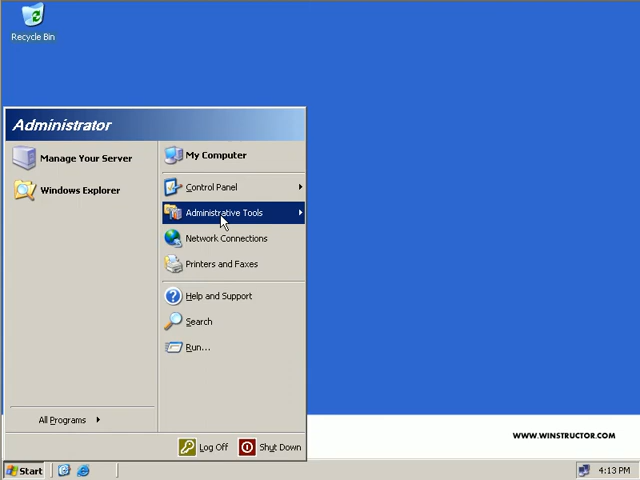 Recycle Bin
Administrator
Manage Your Server
Windows Explorer
My Computer
Control Panel
Administrative Tools
Network Connections
Printers and Faxes
Help and Support
Search
Run...
All Programs
Log Off
Shut Down
WWW.WINSTRUCTOR.COM
Start
4:13 PM